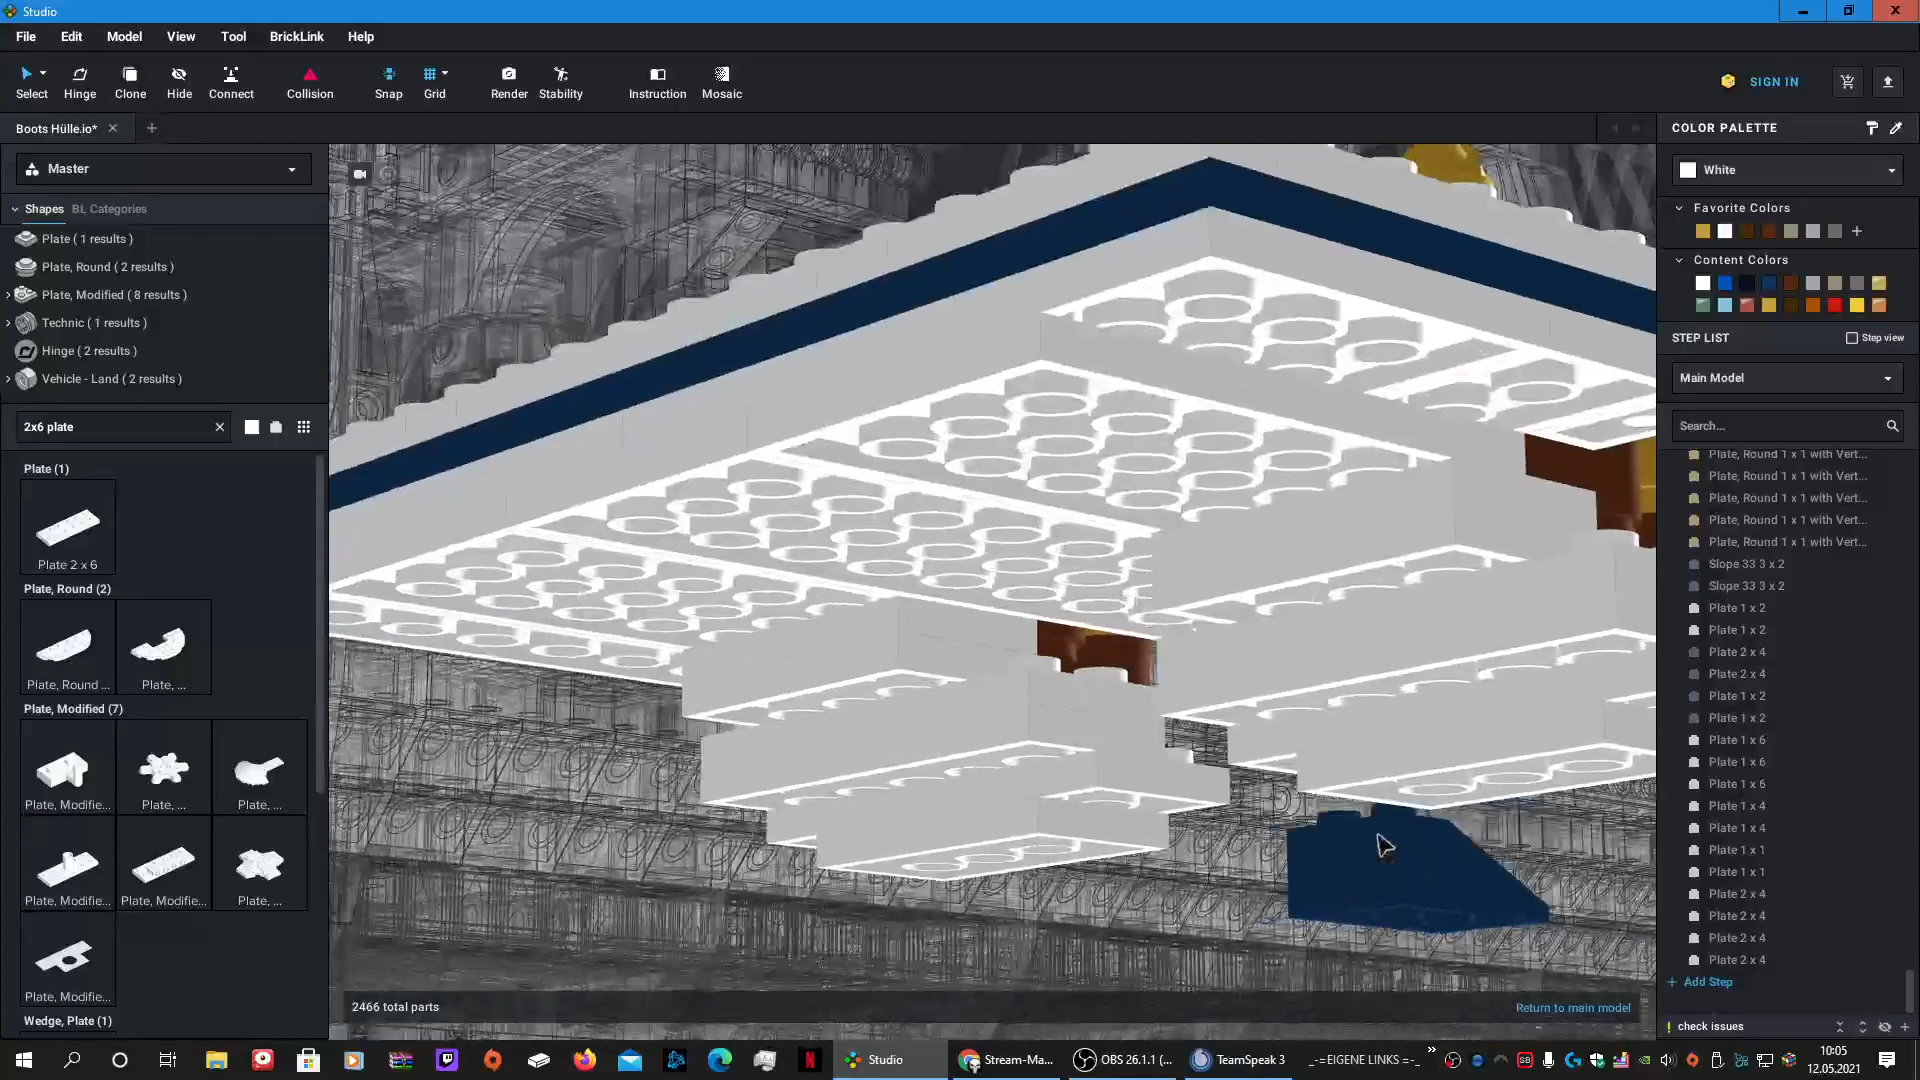 Studio
File Edit Model View Tool BrickLink Help
Select Hinge Clone Hide Connect Collision Snap Grid Render Stability Instruction Mosaic SIGN IN
Boots Hülle.io* COLOR PALETTE
Master White
Shapes BL Categories Favorite Colors
Plate ( 1 results )
Plate, Round ( 2 results ) Content Colors
Plate, Modified ( 8 results )
Technic ( 1 results ) STEP LIST Step view
Hinge ( 2 results )
Vehicle - Land ( 2 results ) Main Model
2x6 plate Search...
Plate (1)
Plate 2 x 6
Plate, Round (2)
Plate, Round ... Plate, ...
Plate, Modified (7)
Plate, Modifie... Plate, ... Plate, ...
Plate, Modifie... Plate, Modifie... Plate, ...
Plate, Modifie...
Wedge, Plate (1)
Plate, Round 1 x 1 with Vert...
Plate, Round 1 x 1 with Vert...
Plate, Round 1 x 1 with Vert...
Plate, Round 1 x 1 with Vert...
Plate, Round 1 x 1 with Vert...
Slope 33 3 x 2
Slope 33 3 x 2
Plate 1 x 2
Plate 1 x 2
Plate 2 x 4
Plate 2 x 4
Plate 1 x 2
Plate 1 x 2
Plate 1 x 6
Plate 1 x 6
Plate 1 x 6
Plate 1 x 4
Plate 1 x 4
Plate 1 x 1
Plate 1 x 1
Plate 2 x 4
Plate 2 x 4
Plate 2 x 4
Plate 2 x 4
Add Step
2466 total parts Return to main model
check issues
Studio Stream-Ma... OBS 26.1.1 (... TeamSpeak 3 _-=EIGENE LINKS =-_ 10:05
12.05.2021